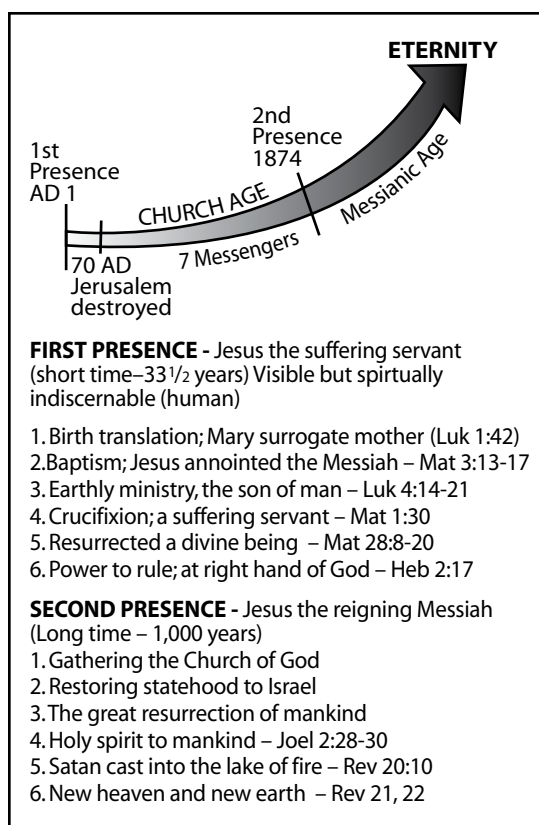 ETERNITY
2nd
Presence
1874
1st
Presence
AD 1
CHURCH AGE
Messianic Age
7 Messengers
70 AD
Jerusalem
destroyed
FIRST PRESENCE - Jesus the suffering servant
(short time–33 1/2 years) Visible but spirtually
indiscernable (human)
1. Birth translation; Mary surrogate mother (Luk 1:42)
2.Baptism; Jesus annointed the Messiah – Mat 3:13-17
3. Earthly ministry, the son of man – Luk 4:14-21
4. Crucifixion; a suffering servant – Mat 1:30
5. Resurrected a divine being – Mat 28:8-20
6. Power to rule; at right hand of God – Heb 2:17
SECOND PRESENCE - Jesus the reigning Messiah
(Long time – 1,000 years)
1. Gathering the Church of God
2. Restoring statehood to Israel
3. The great resurrection of mankind
4. Holy spirit to mankind – Joel 2:28-30
5. Satan cast into the lake of fire – Rev 20:10
6. New heaven and new earth – Rev 21, 22